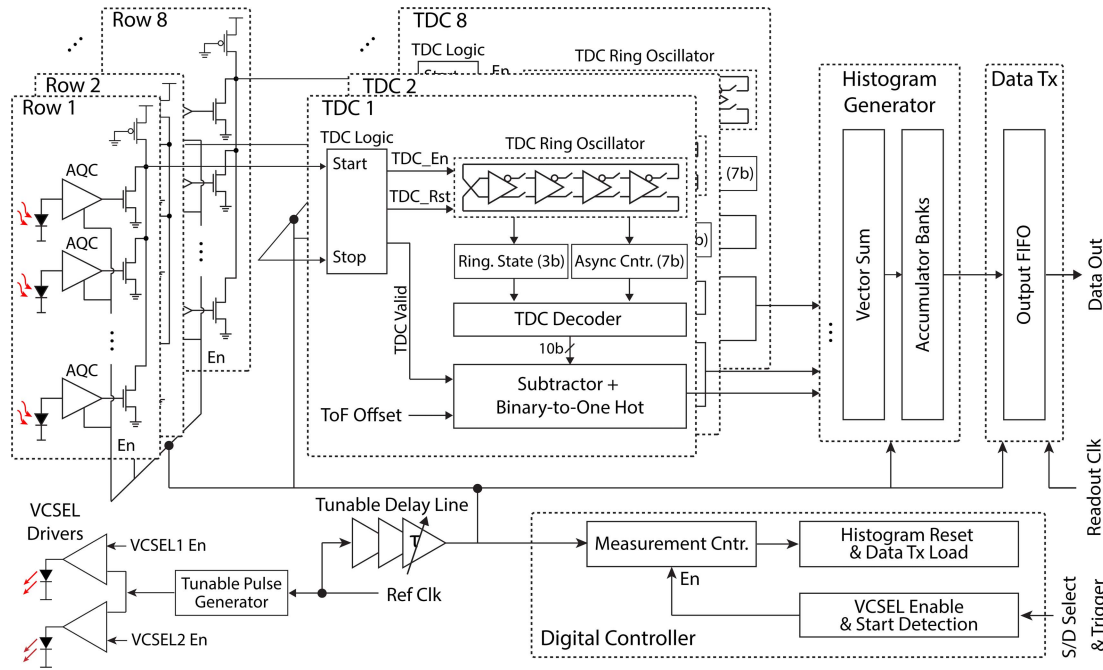 Row 8
Row 2
Row 1
AQC
AQC
AQC
En
En
TDC 8
TDC Logic
Start
En
TDC Ring Oscillator
(7b)
b)
TDC 2
TDC 1
TDC Logic
Start
Stop
TDC_En
TDC_Rst
TDC Ring Oscillator
Ring. State (3b)
Async Cntr. (7b)
TDC Decoder
10b
TDC Valid
Subtractor +
Binary-to-One Hot
ToF Offset
Histogram
Generator
Vector Sum
Accumulator Banks
Data Tx
Output FIFO
Data Out
Readout Clk
VCSEL
Drivers
VCSEL1 En
VCSEL2 En
Tunable Pulse
Generator
Tunable Delay Line
T
Ref Clk
Measurement Cntr.
En
Histogram Reset
& Data Tx Load
VCSEL Enable
& Start Detection
Digital Controller
S/D Select
& Trigger